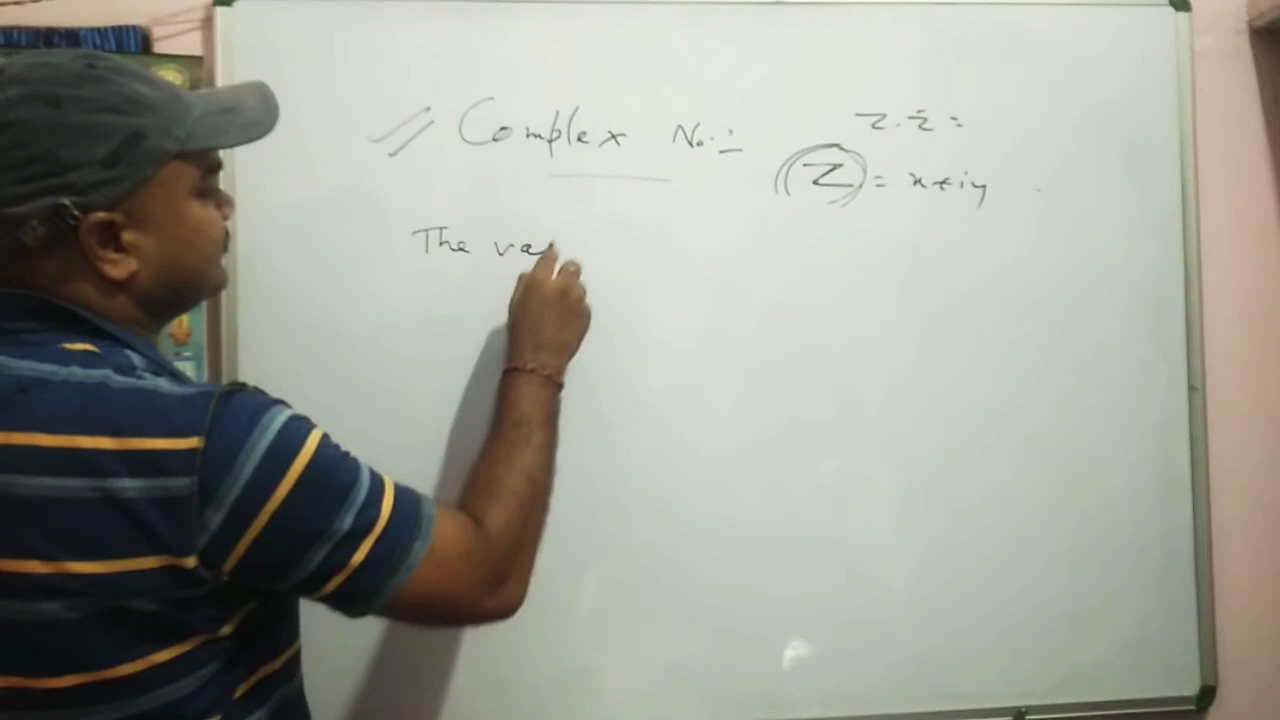 Complex No.:-
z.z̄ =
Z = x+iy
The va